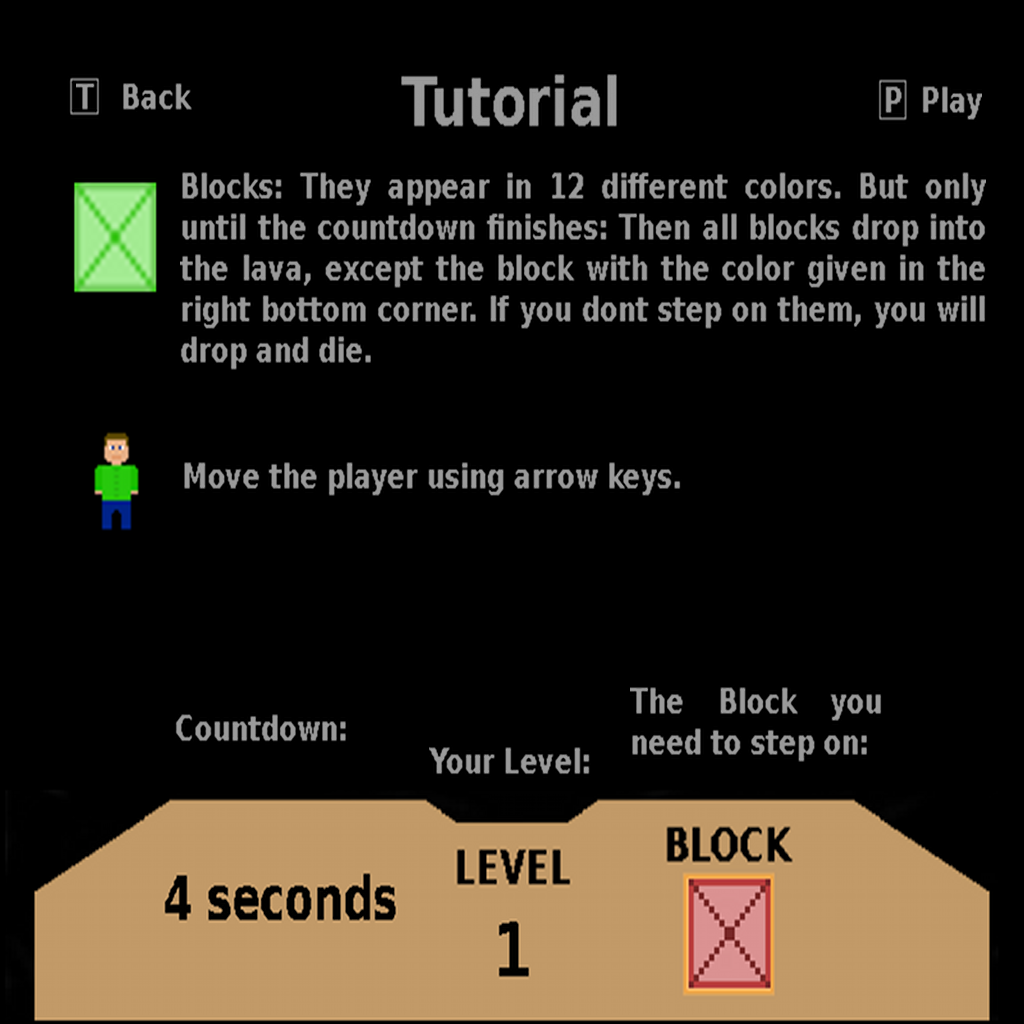 T Back
Tutorial
P Play
Blocks: They appear in 12 different colors. But only
until the countdown finishes: Then all blocks drop into
the lava, except the block with the color given in the
right bottom corner. If you dont step on them, you will
drop and die.
Move the player using arrow keys.
Countdown:
Your Level:
The Block you
need to step on:
4 seconds
LEVEL
1
BLOCK